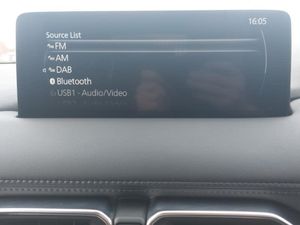 16:05
Source List
FM
AM
DAB
Bluetooth
USB1 - Audio/Video